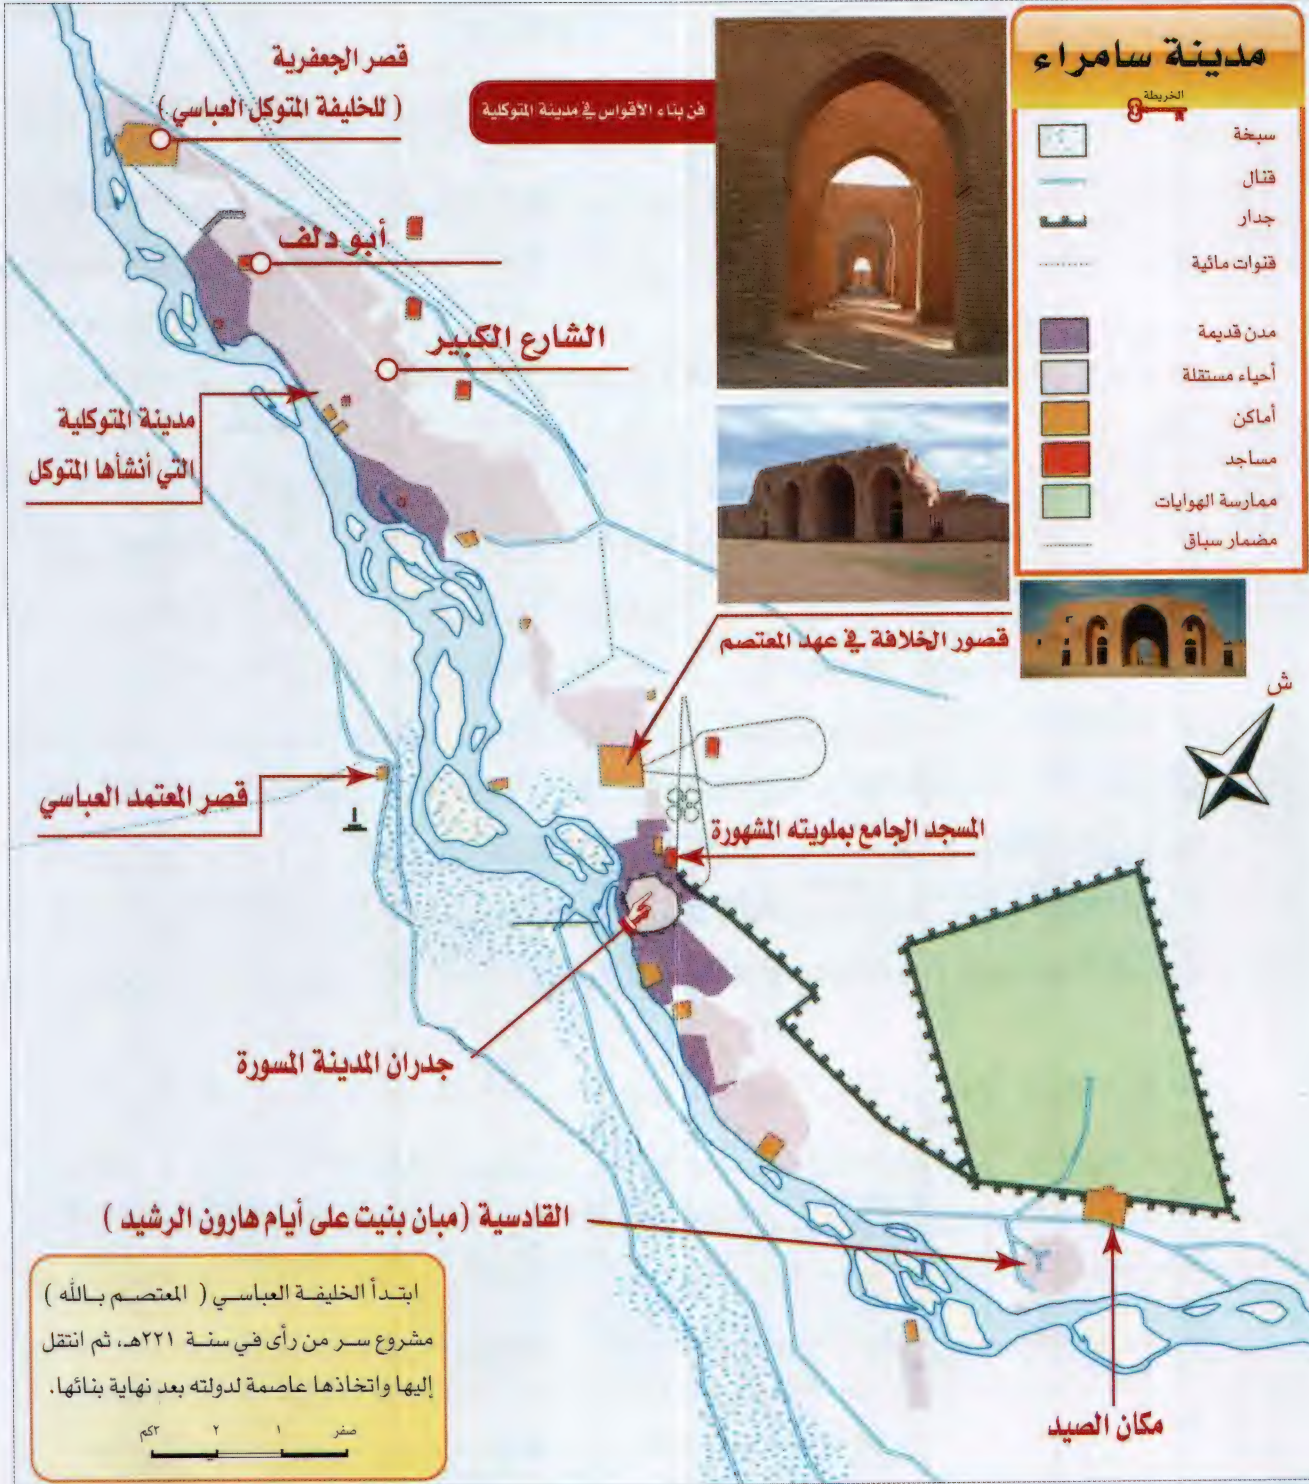 مدينة سامراء
الخريطة
سبخة
قنال
جدار
قنوات مائية
مدن قديمة
أحياء مستقلة
أماكن
مساجد
ممارسة الهوايات
مضمار سباق
ش
فن بناء الأقواس في مدينة المتوكلية
قصر الجعفرية
( للخليفة المتوكل العباسي )
أبو دلف
الشارع الكبير
مدينة المتوكلية
التي أنشأها المتوكل
قصور الخلافة في عهد المعتصم
قصر المعتمد العباسي
المسجد الجامع بملويته المشهورة
جدران المدينة المسورة
القادسية ( مبان بنيت على أيام هارون الرشيد )
مكان الصيد
ابتدأ الخليفة العباسي ( المعتصم بالله )
مشروع سر من رأى في سنة ٢٢١هـ، ثم انتقل
إليها واتخاذها عاصمة لدولته بعد نهاية بنائها.
صفر ١ ٢ ٣كم